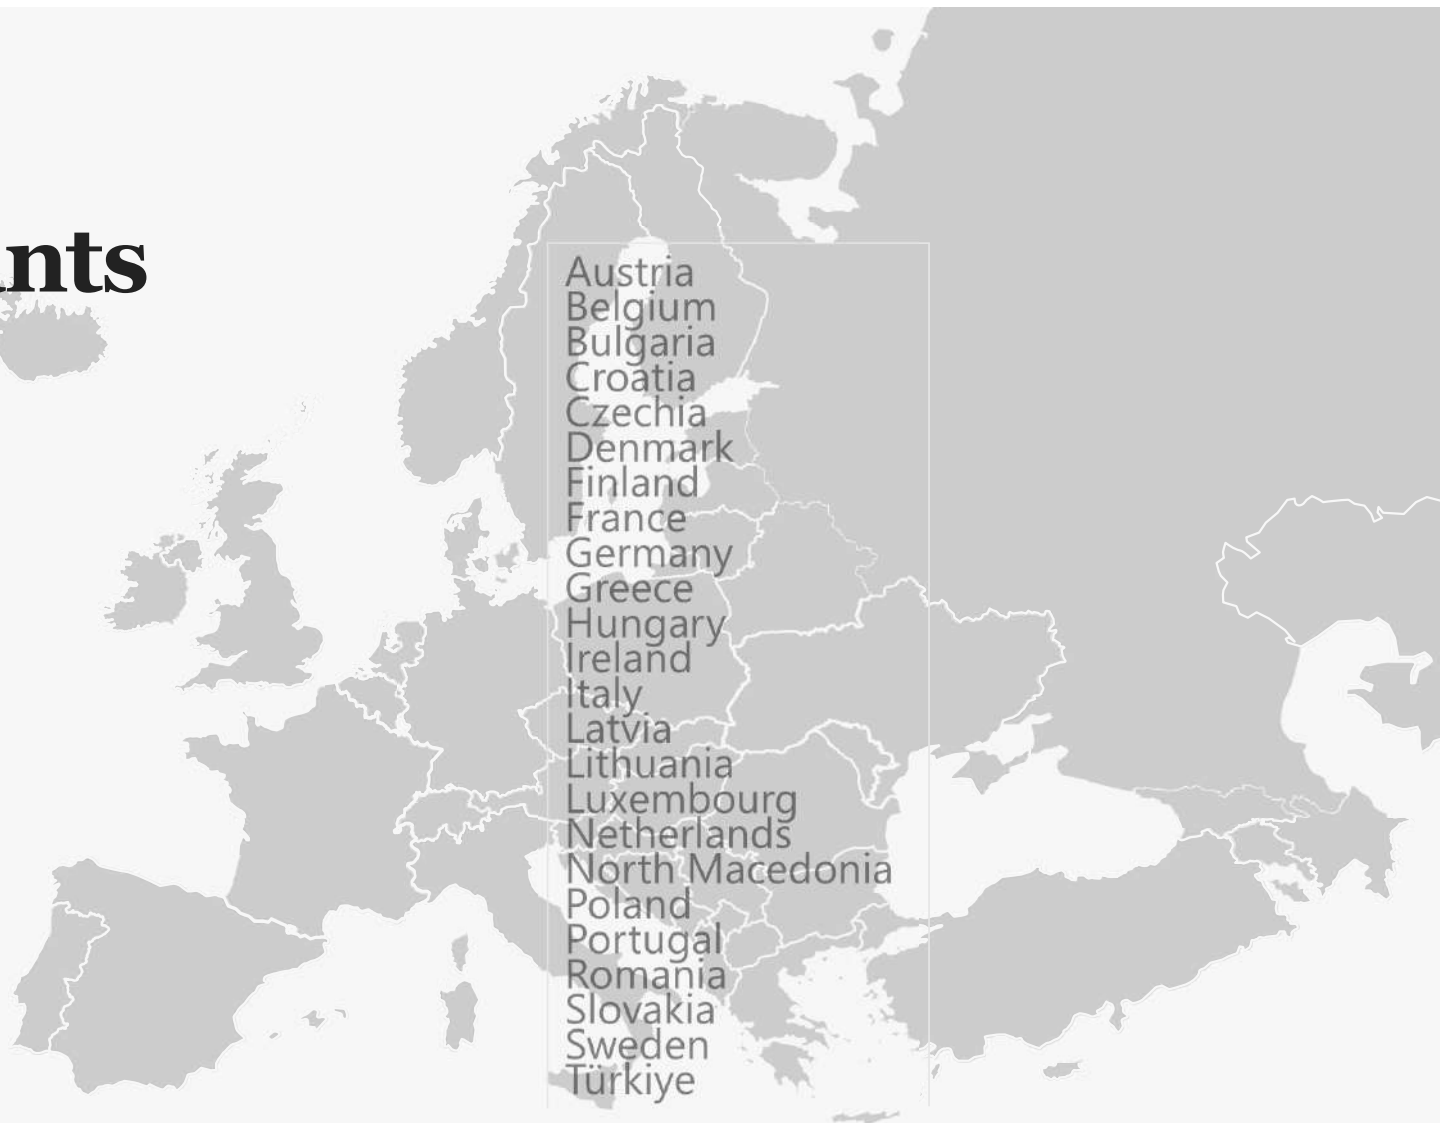 nts
Austria
Belgium
Bulgaria
Croatia
Czechia
Denmark
Finland
France
Germany
Greece
Hungary
Ireland
Italy
Latvia
Lithuania
Luxembourg
Netherlands
North Macedonia
Poland
Portugal
Romania
Slovakia
Sweden
Türkiye